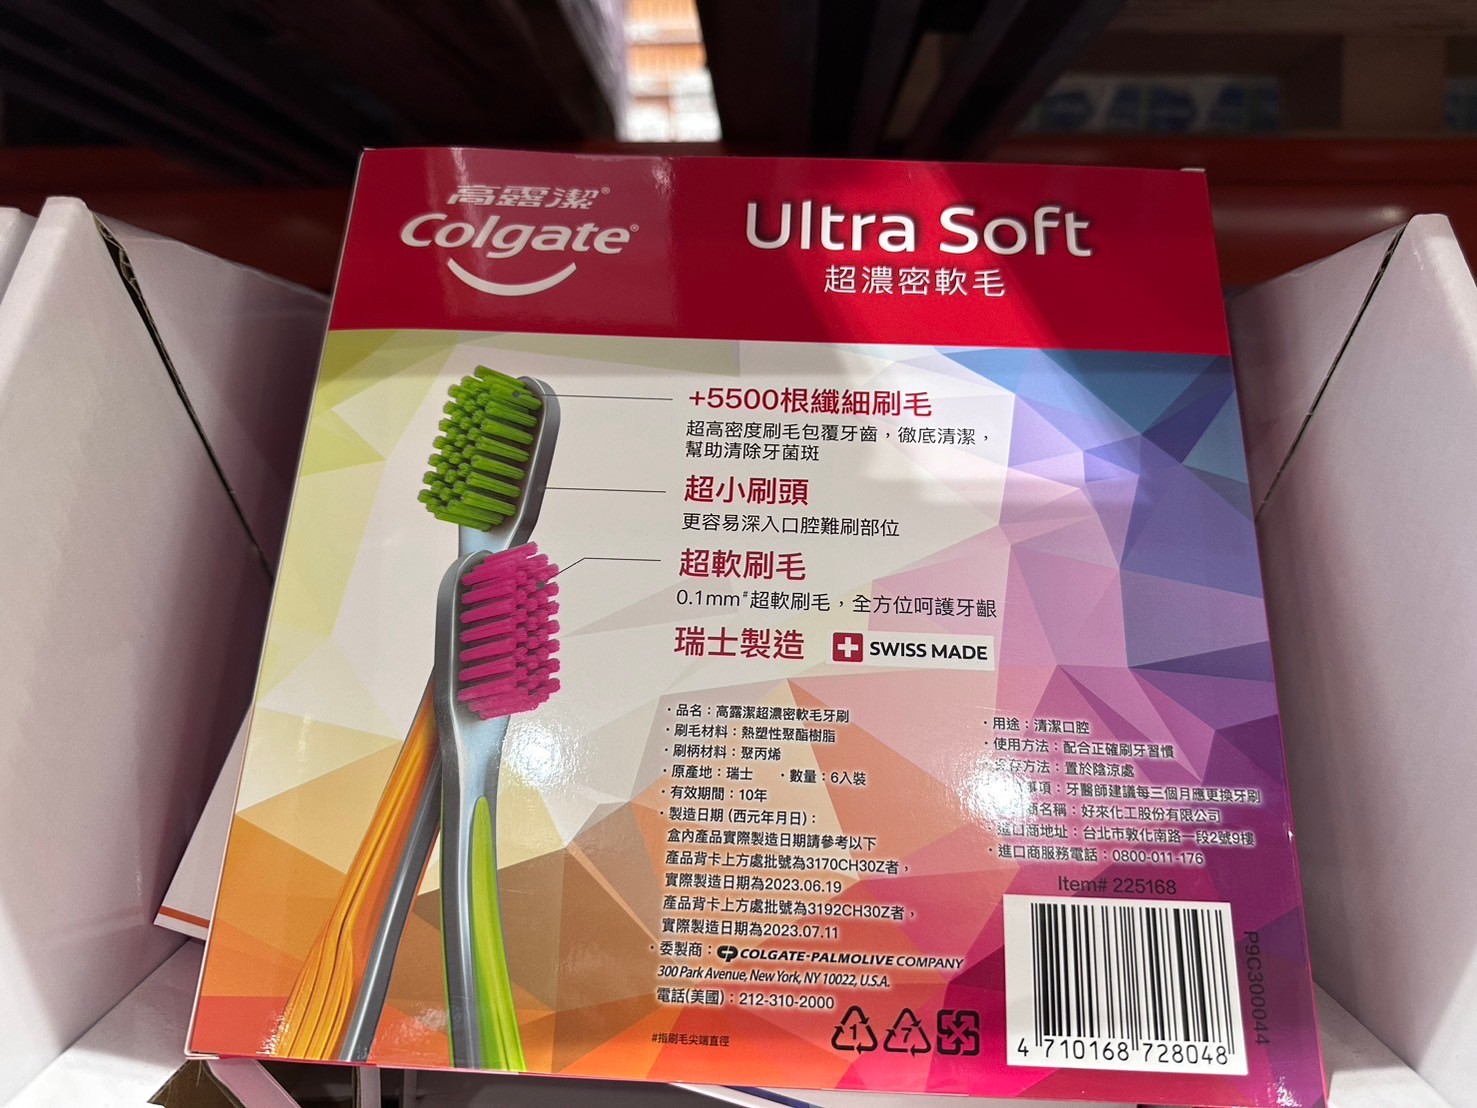 高露潔®
Colgate®
Ultra Soft
超濃密軟毛
+5500根纖細刷毛
超高密度刷毛包覆牙齒，徹底清潔，
幫助清除牙菌斑
超小刷頭
更容易深入口腔難刷部位
超軟刷毛
0.1mm#超軟刷毛，全方位呵護牙齦
瑞士製造 SWISS MADE
・品名：高露潔超濃密軟毛牙刷
・刷毛材料：熱塑性聚酯樹脂
・刷柄材料：聚丙烯
・原產地：瑞士 ・數量：6入裝
・有效期間：10年
・製造日期 (西元年月日)：
盒內產品實際製造日期請參考以下
產品背卡上方處批號為3170CH30Z者，
實際製造日期為2023.06.19
產品背卡上方處批號為3192CH30Z者，
實際製造日期為2023.07.11
・委製商：COLGATE-PALMOLIVE COMPANY
300 Park Avenue, New York, NY 10022, U.S.A.
電話(美國)：212-310-2000
#指刷毛尖端直徑
・用途：清潔口腔
・使用方法：配合正確刷牙習慣
存方法：置於陰涼處
事項：牙醫師建議每三個月應更換牙刷
商名稱：好來化工股份有限公司
・進口商地址：台北市敦化南路一段2號9樓
・進口商服務電話：0800-011-176
Item# 225168
4 710168 728048
P9C300044
1 7